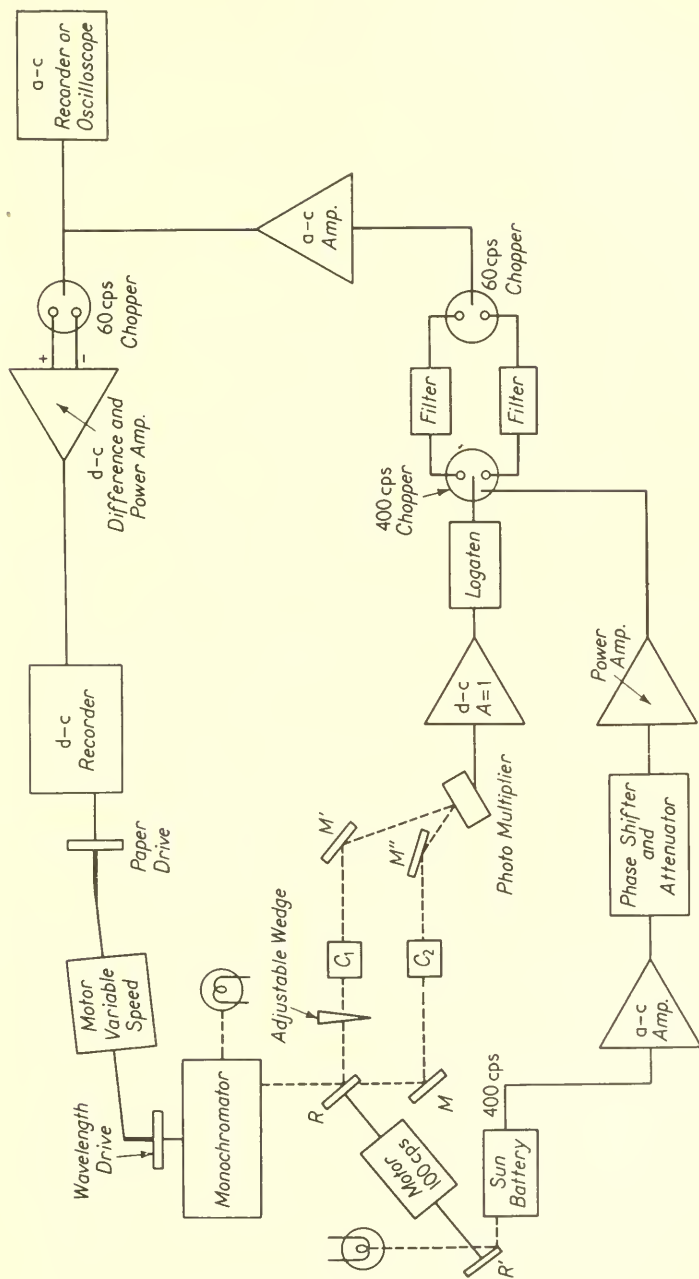 a-c
Recorder or
Oscilloscope
60 cps
Chopper
+
-
d-c
Difference and
Power Amp.
d-c
Recorder
Paper
Drive
Motor
Variable
Speed
Wavelength
Drive
Monochromator
a-c
Amp.
60 cps
Chopper
Filter
Filter
400 cps
Chopper
Logaten
d-c
A=1
Photo Multiplier
M'
M"
C1
C2
Adjustable Wedge
R
M
Motor
100 cps
R'
Sun
Battery
400 cps
a-c
Amp.
Phase Shifter
and
Attenuator
Power
Amp.